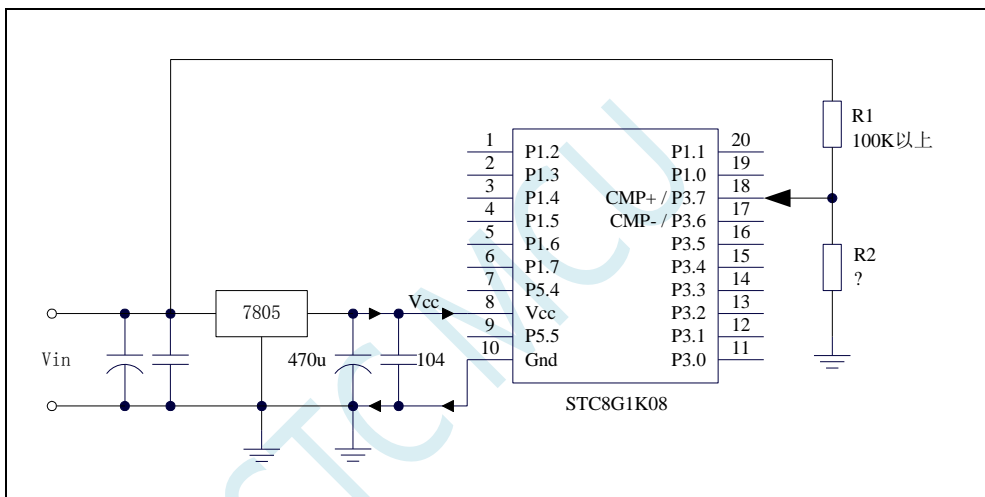 R1
100K以上
R2
?
1
2
3
4
5
6
7
8
9
10
P1.2
P1.3
P1.4
P1.5
P1.6
P1.7
P5.4
Vcc
P5.5
Gnd
P1.1
P1.0
CMP+ / P3.7
CMP- / P3.6
P3.5
P3.4
P3.3
P3.2
P3.1
P3.0
20
19
18
17
16
15
14
13
12
11
STC8G1K08
7805
Vcc
Vin
470u
104
STCMCU